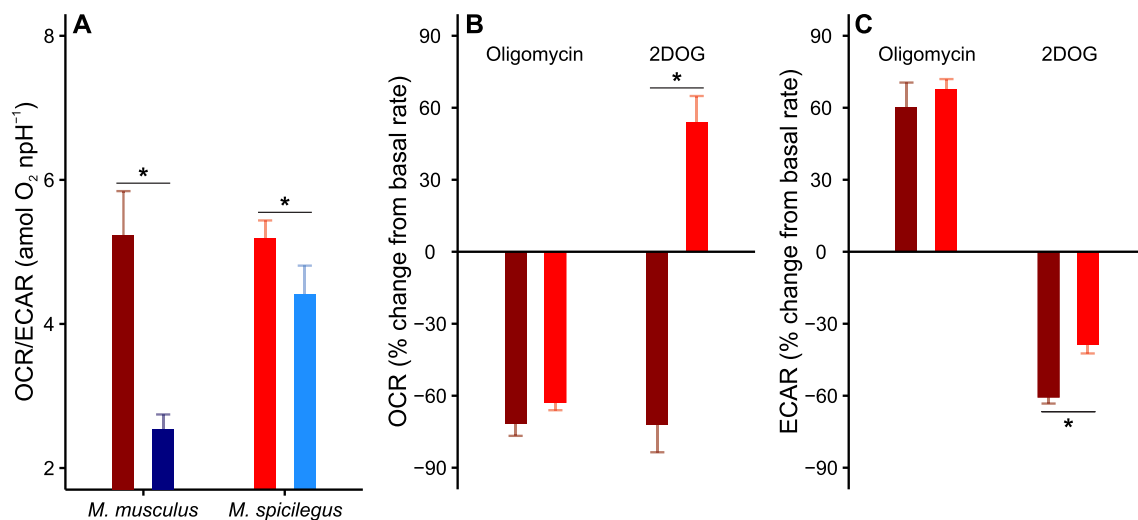 A
OCR/ECAR (amol O₂ npH⁻¹)
8
6
4
2
*
*
M. musculus
M. spicilegus
B
OCR (% change from basal rate)
90
60
30
0
−30
−60
−90
Oligomycin
2DOG
*
C
ECAR (% change from basal rate)
90
60
30
0
−30
−60
−90
Oligomycin
2DOG
*